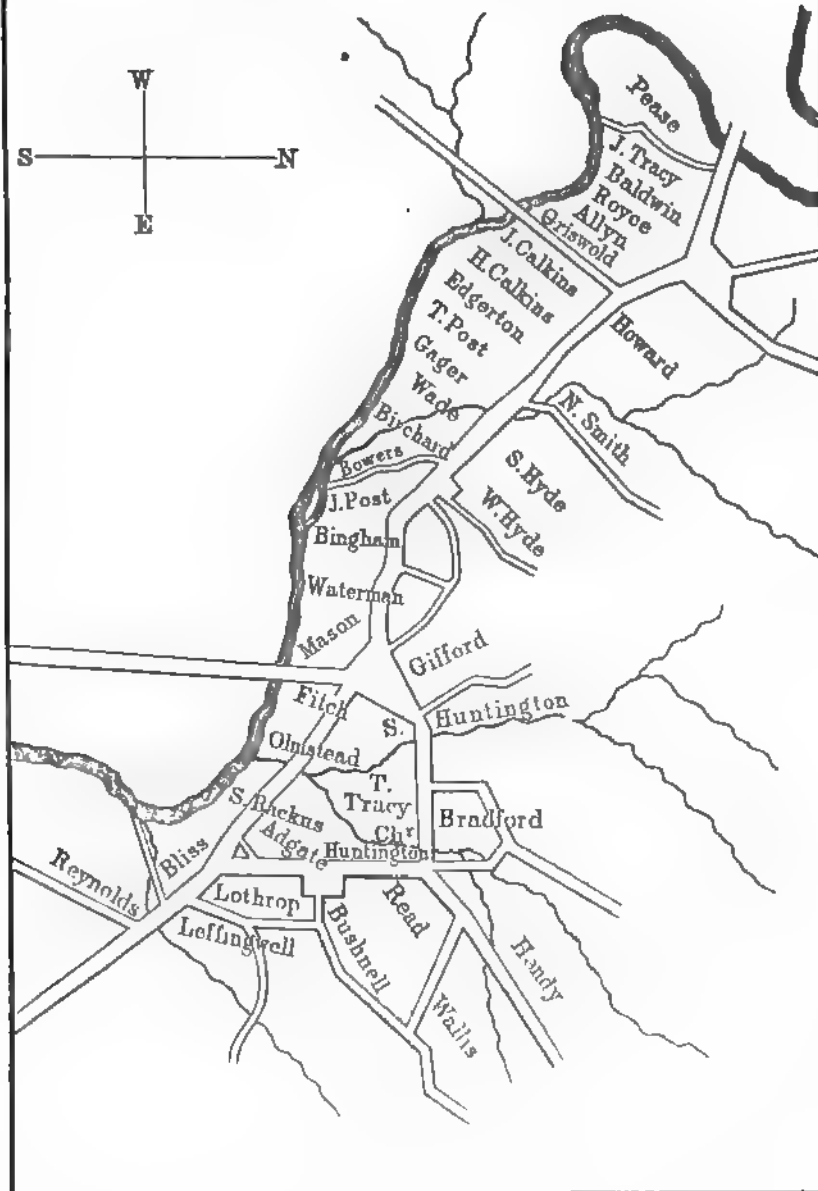 W
S
N
E
Pease
J. Tracy
Baldwin
Royce
Allyn
Griswold
J. Calkins
H. Calkins
Edgerton
T. Post
Gager
Wade
Birchard
Bowers
J. Post
Bingham
Waterman
Mason
Howard
N. Smith
S. Hyde
W. Hyde
Gifford
Fitch
S. Huntington
Olmstead
T.
Tracy
S. Backus
Adgate
Chr
Huntington
Bradford
Bliss
Reynolds
Lothrop
Leffingwell
Bushnell
Read
Handy
Wallis